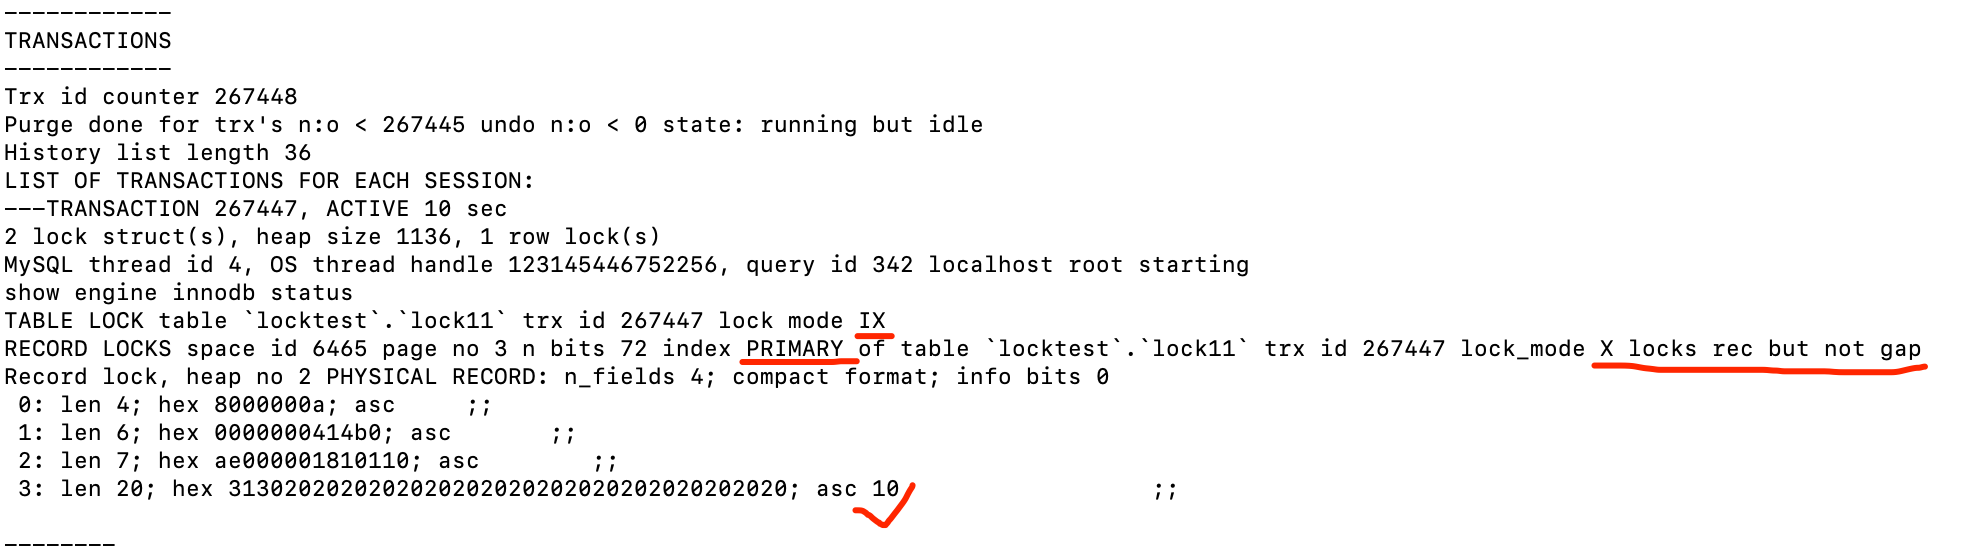 ------------
TRANSACTIONS
------------
Trx id counter 267448
Purge done for trx's n:o < 267445 undo n:o < 0 state: running but idle
History list length 36
LIST OF TRANSACTIONS FOR EACH SESSION:
---TRANSACTION 267447, ACTIVE 10 sec
2 lock struct(s), heap size 1136, 1 row lock(s)
MySQL thread id 4, OS thread handle 123145446752256, query id 342 localhost root starting
show engine innodb status
TABLE LOCK table `locktest`.`lock11` trx id 267447 lock mode IX
RECORD LOCKS space id 6465 page no 3 n bits 72 index PRIMARY of table `locktest`.`lock11` trx id 267447 lock_mode X locks rec but not gap
Record lock, heap no 2 PHYSICAL RECORD: n_fields 4; compact format; info bits 0
 0: len 4; hex 8000000a; asc     ;;
 1: len 6; hex 0000000414b0; asc       ;;
 2: len 7; hex ae000001810110; asc        ;;
 3: len 20; hex 3130202020202020202020202020202020202020; asc 10                  ;;
--------